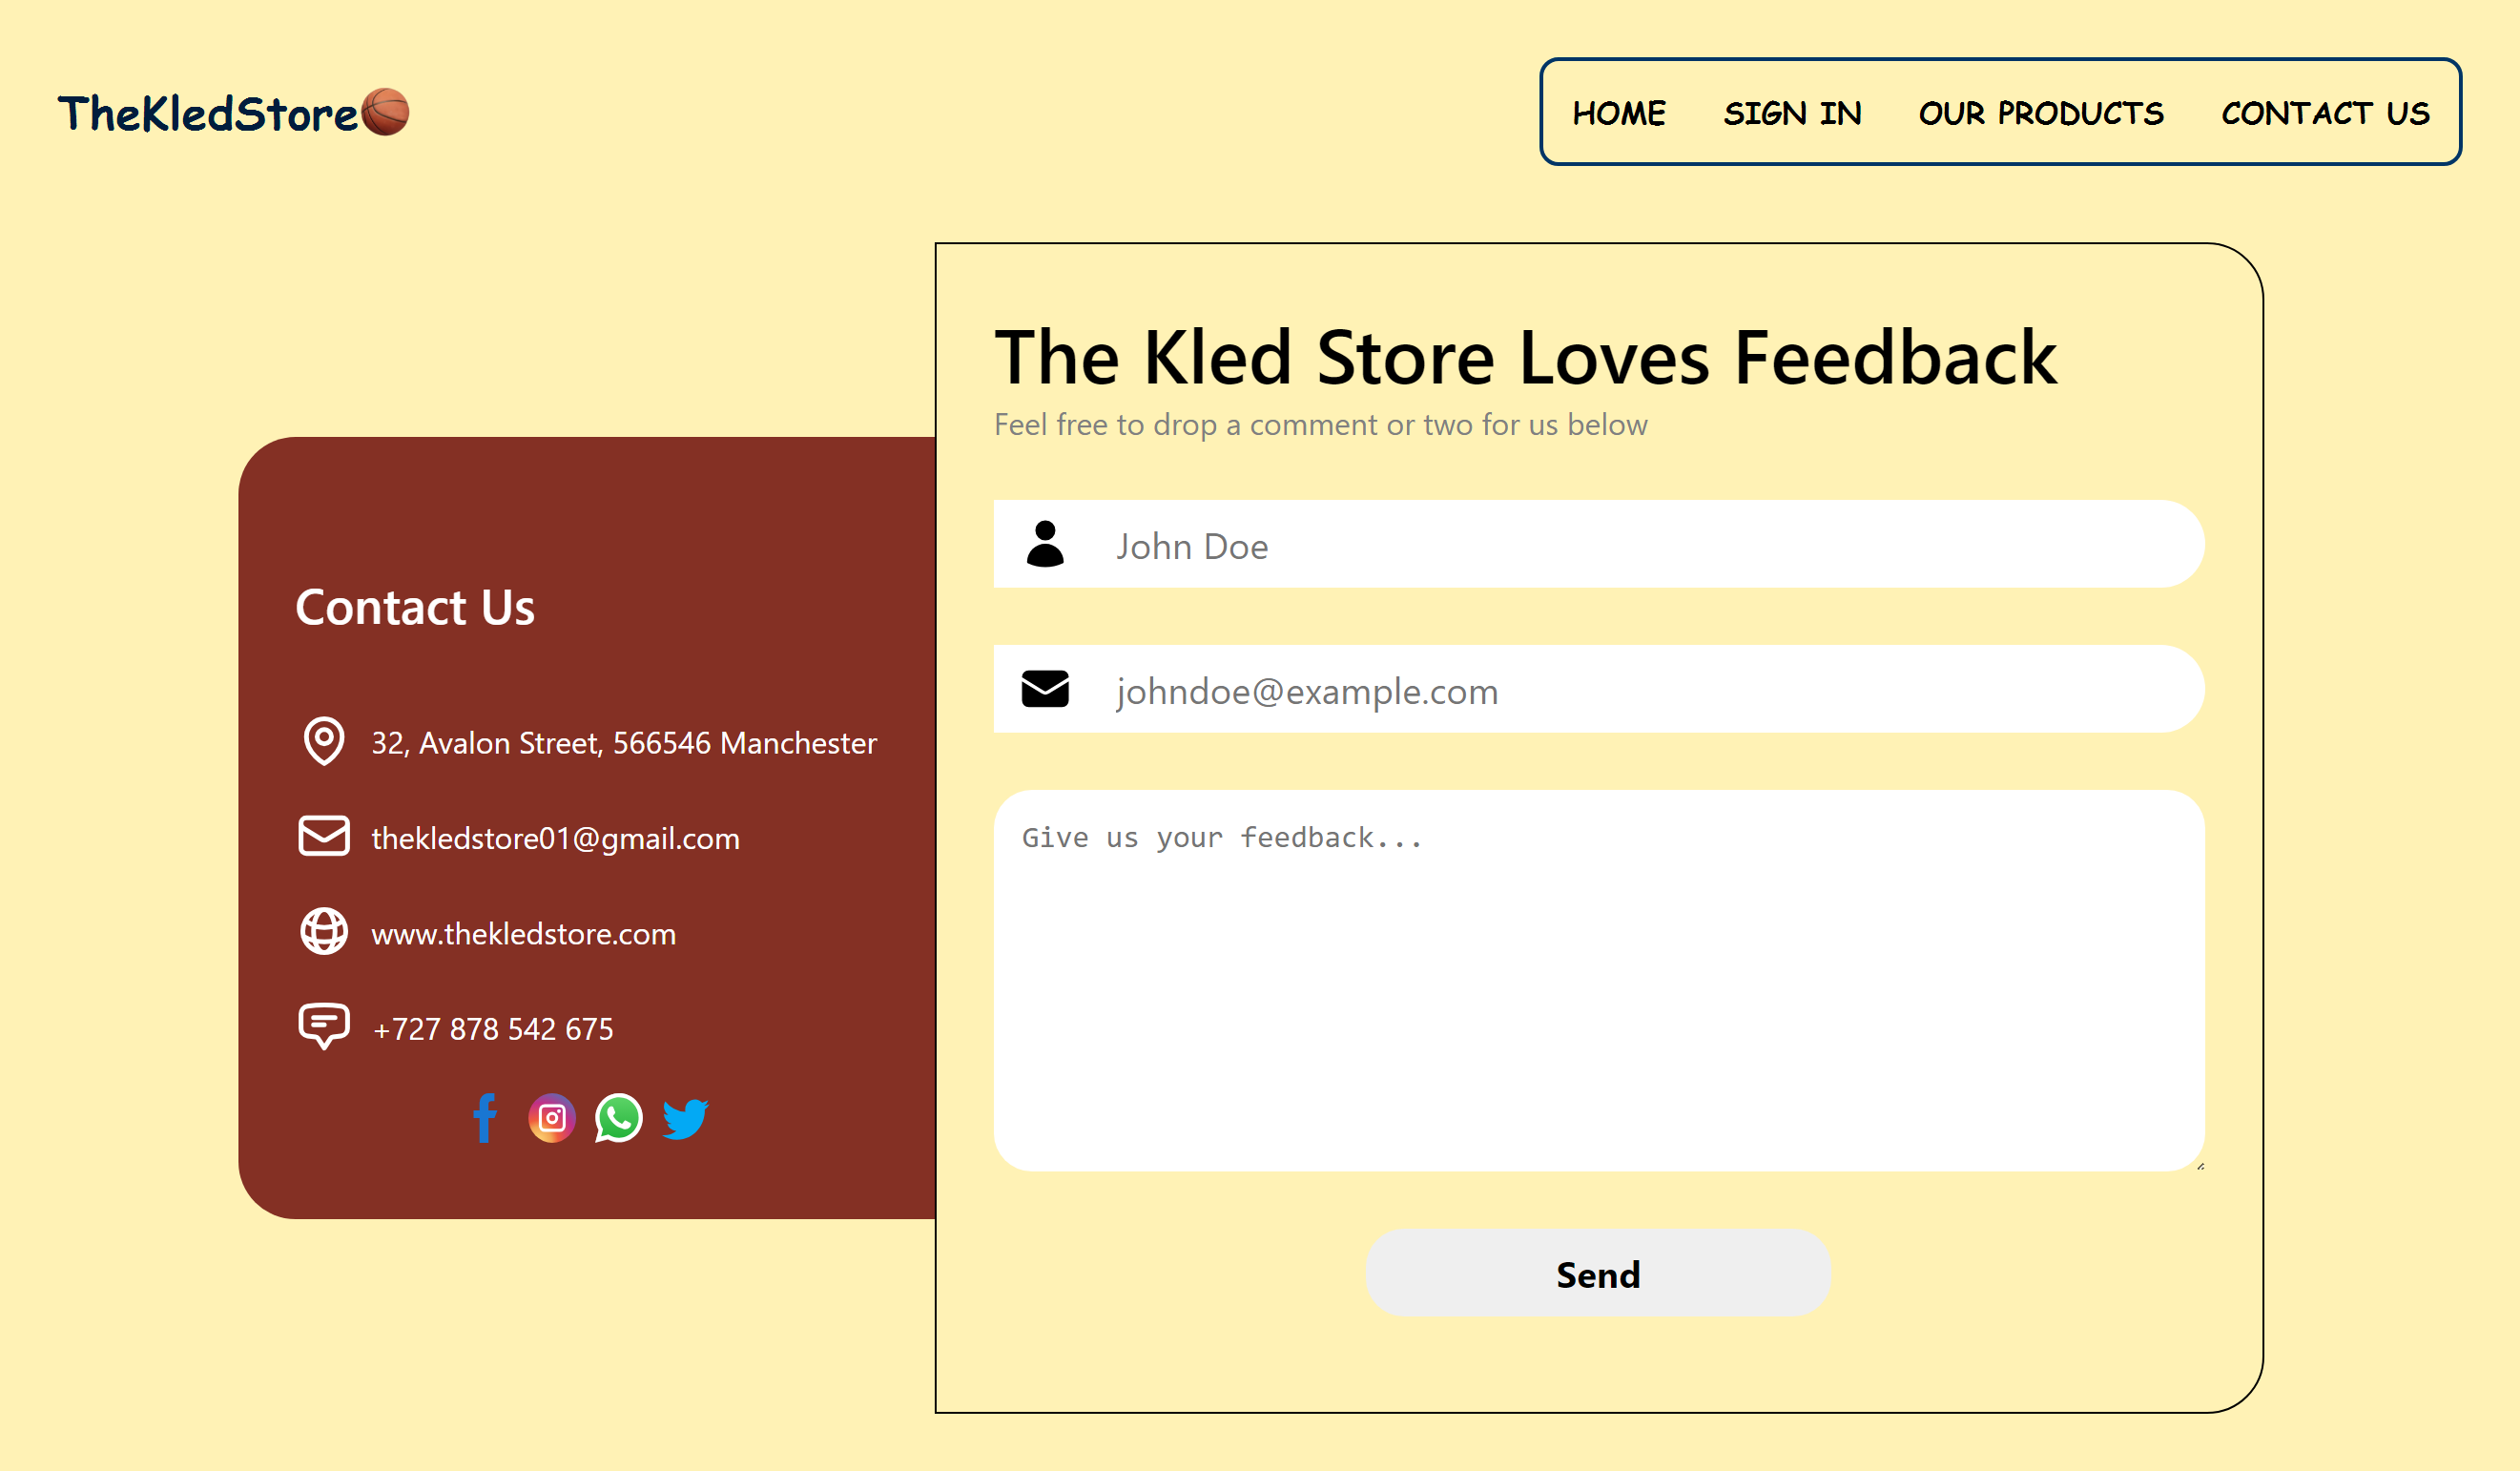 TheKledStore🏀
HOME SIGN IN OUR PRODUCTS CONTACT US
The Kled Store Loves Feedback
Feel free to drop a comment or two for us below
John Doe
johndoe@example.com
Give us your feedback...
Send
Contact Us
32, Avalon Street, 566546 Manchester
thekledstore01@gmail.com
www.thekledstore.com
+727 878 542 675